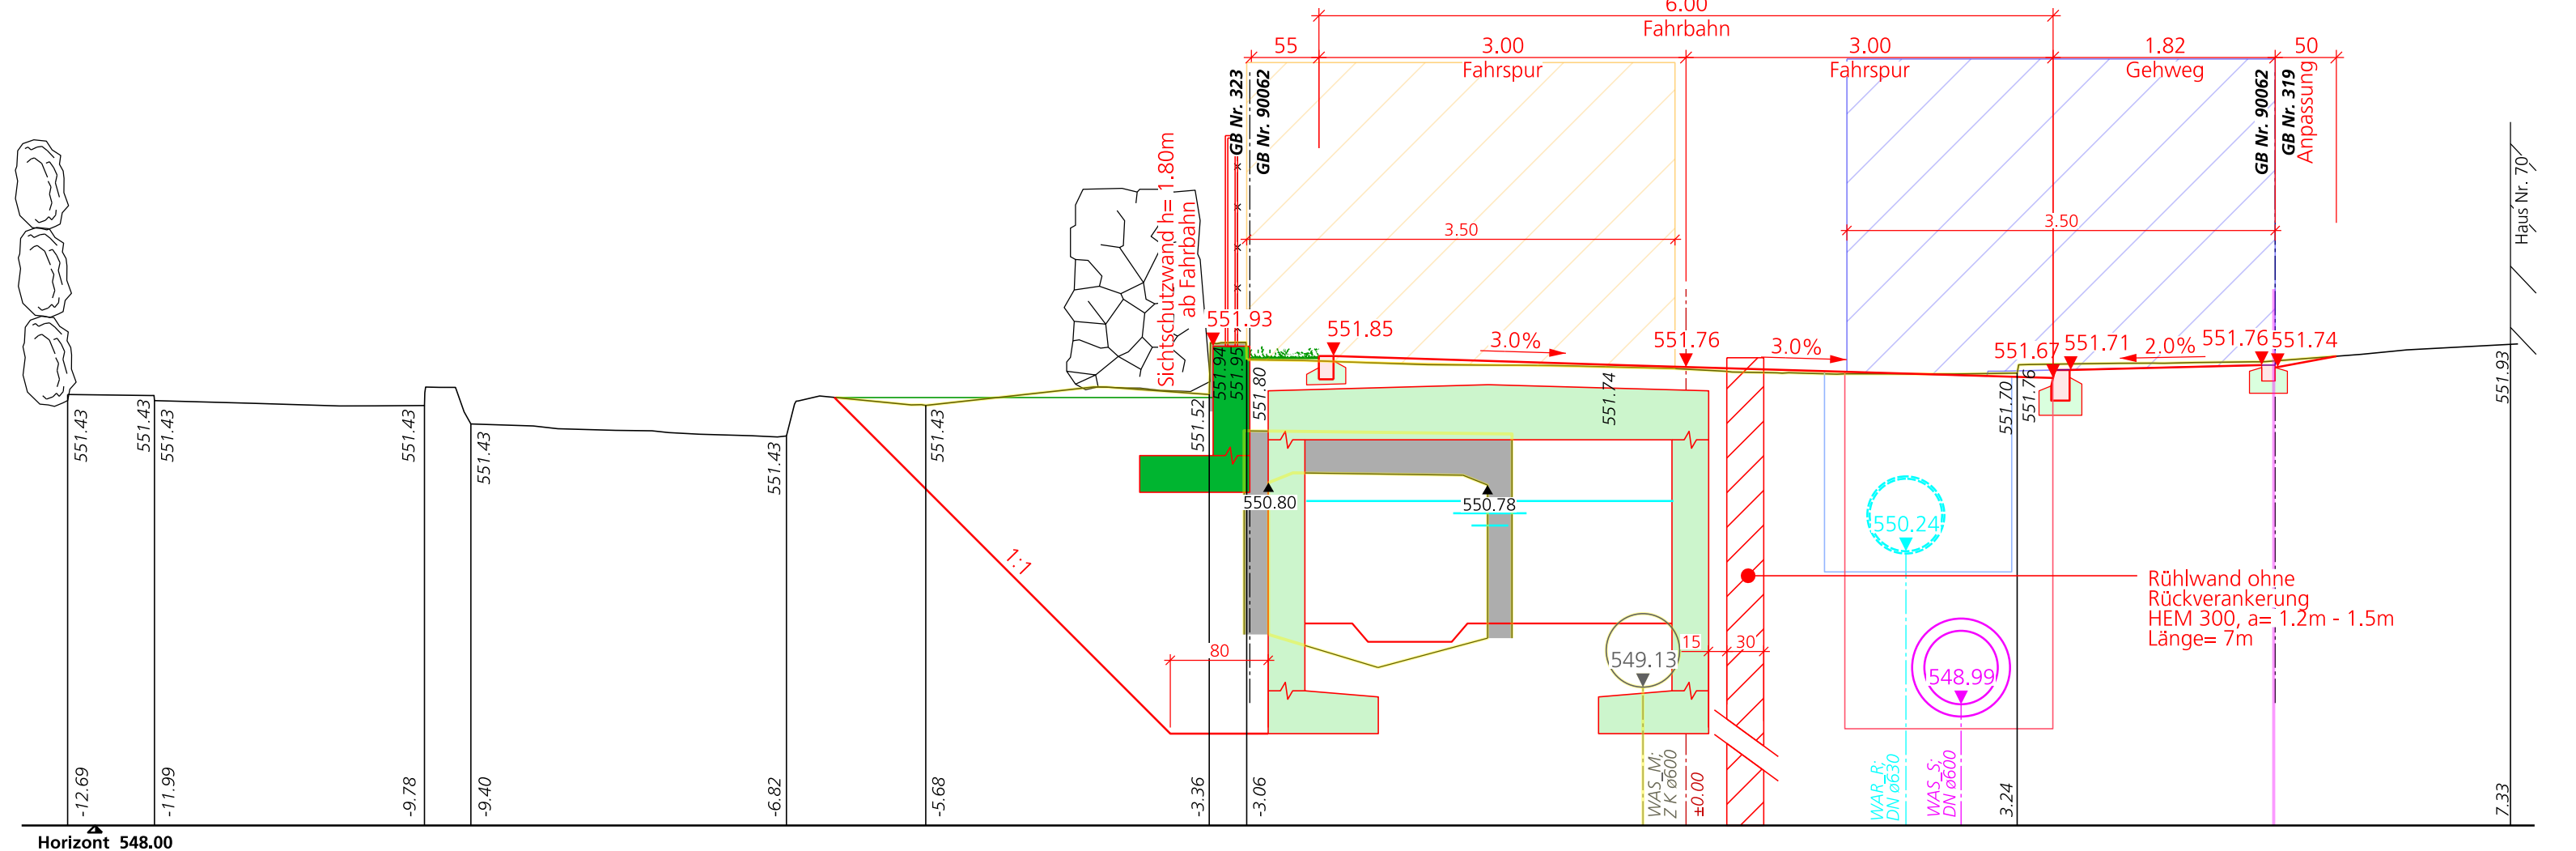 6.00
Fahrbahn
55
3.00
3.00
1.82
50
Fahrspur
Fahrspur
Gehweg
Anpassung
GB Nr. 323
GB Nr. 90062
GB Nr. 90062
GB Nr. 319
Sichtschutzwand h= 1.80m
ab Fahrbahn
Haus Nr. 70
3.50
3.50
551.93
551.85
3.0%
551.76
3.0%
551.67
551.71
2.0%
551.76
551.74
551.43
551.43
551.43
551.43
551.43
551.43
551.43
551.52
551.94
551.95
551.80
551.74
551.70
551.76
551.93
550.80
550.78
550.24
1:1
Rühlwand ohne
Rückverankerung
HEM 300, a= 1.2m - 1.5m
Länge= 7m
80
15
30
549.13
548.99
-12.69
-11.99
-9.78
-9.40
-6.82
-5.68
-3.36
-3.06
WAS_M;
Z K ø600
±0.00
WAR_R;
DN ø630
WAS_S;
DN ø600
3.24
7.33
Horizont 548.00